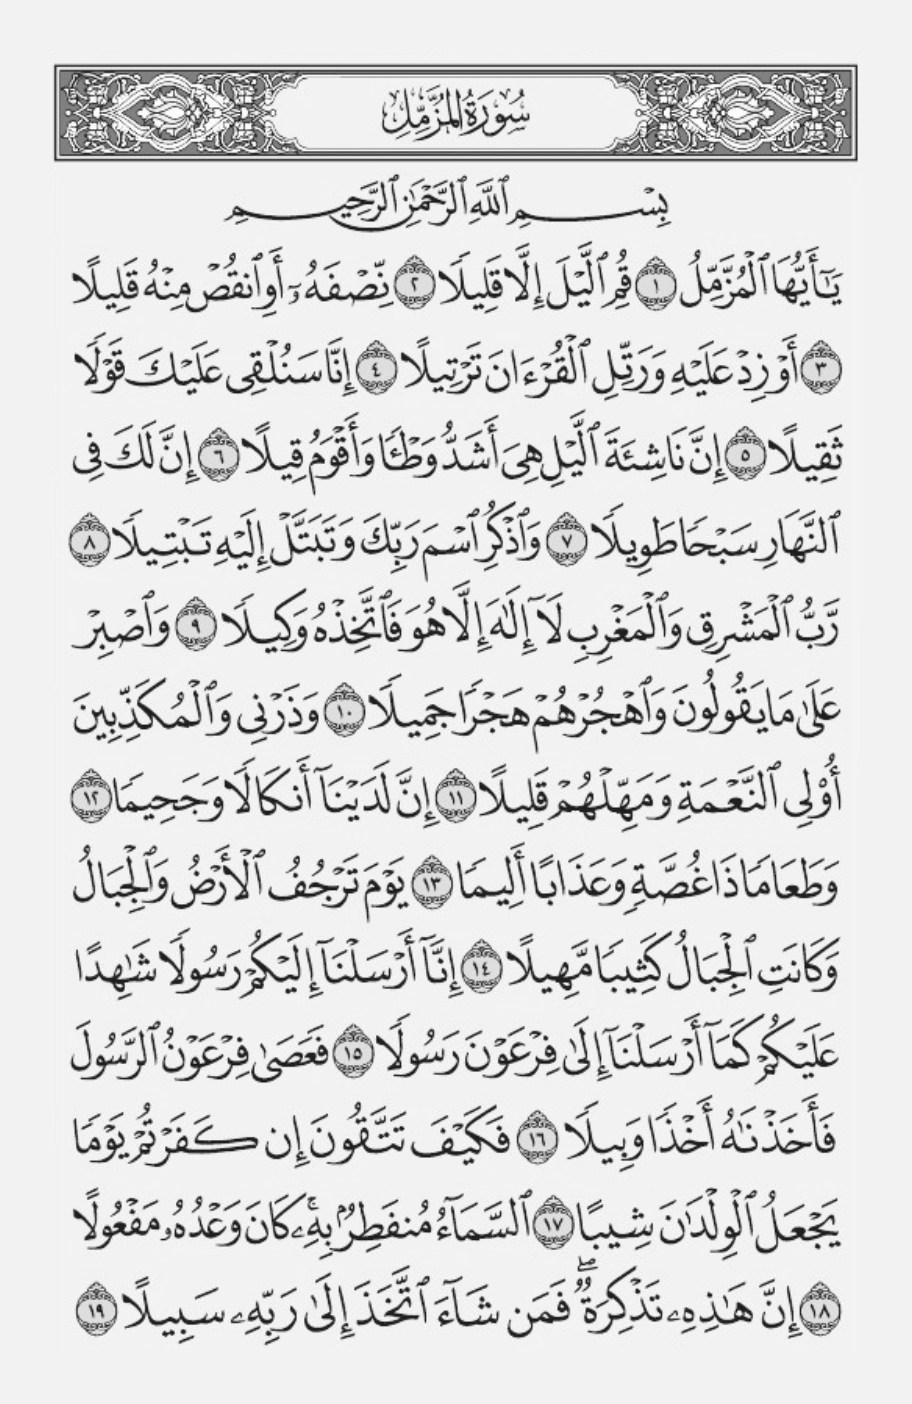 سُورَةُ المُزَّمِّلِ
بِسْمِ ٱللَّهِ ٱلرَّحْمَٰنِ ٱلرَّحِيمِ
يَٰٓأَيُّهَا ٱلْمُزَّمِّلُ ١ قُمِ ٱلَّيْلَ إِلَّا قَلِيلًا ٢ نِّصْفَهُۥٓ أَوِ ٱنقُصْ مِنْهُ قَلِيلًا
٣ أَوْ زِدْ عَلَيْهِ وَرَتِّلِ ٱلْقُرْءَانَ تَرْتِيلًا ٤ إِنَّا سَنُلْقِى عَلَيْكَ قَوْلًا
ثَقِيلًا ٥ إِنَّ نَاشِئَةَ ٱلَّيْلِ هِىَ أَشَدُّ وَطْـًٔا وَأَقْوَمُ قِيلًا ٦ إِنَّ لَكَ فِى
ٱلنَّهَارِ سَبْحًا طَوِيلًا ٧ وَٱذْكُرِ ٱسْمَ رَبِّكَ وَتَبَتَّلْ إِلَيْهِ تَبْتِيلًا ٨
رَّبُّ ٱلْمَشْرِقِ وَٱلْمَغْرِبِ لَآ إِلَٰهَ إِلَّا هُوَ فَٱتَّخِذْهُ وَكِيلًا ٩ وَٱصْبِرْ
عَلَىٰ مَا يَقُولُونَ وَٱهْجُرْهُمْ هَجْرًا جَمِيلًا ١٠ وَذَرْنِى وَٱلْمُكَذِّبِينَ
أُو۟لِى ٱلنَّعْمَةِ وَمَهِّلْهُمْ قَلِيلًا ١١ إِنَّ لَدَيْنَآ أَنكَالًا وَجَحِيمًا ١٢
وَطَعَامًا ذَا غُصَّةٍ وَعَذَابًا أَلِيمًا ١٣ يَوْمَ تَرْجُفُ ٱلْأَرْضُ وَٱلْجِبَالُ
وَكَانَتِ ٱلْجِبَالُ كَثِيبًا مَّهِيلًا ١٤ إِنَّآ أَرْسَلْنَآ إِلَيْكُمْ رَسُولًا شَٰهِدًا
عَلَيْكُمْ كَمَآ أَرْسَلْنَآ إِلَىٰ فِرْعَوْنَ رَسُولًا ١٥ فَعَصَىٰ فِرْعَوْنُ ٱلرَّسُولَ
فَأَخَذْنَٰهُ أَخْذًا وَبِيلًا ١٦ فَكَيْفَ تَتَّقُونَ إِن كَفَرْتُمْ يَوْمًا
يَجْعَلُ ٱلْوِلْدَٰنَ شِيبًا ١٧ ٱلسَّمَآءُ مُنفَطِرٌۢ بِهِۦۚ كَانَ وَعْدُهُۥ مَفْعُولًا
١٨ إِنَّ هَٰذِهِۦ تَذْكِرَةٌۖ فَمَن شَآءَ ٱتَّخَذَ إِلَىٰ رَبِّهِۦ سَبِيلًا ١٩